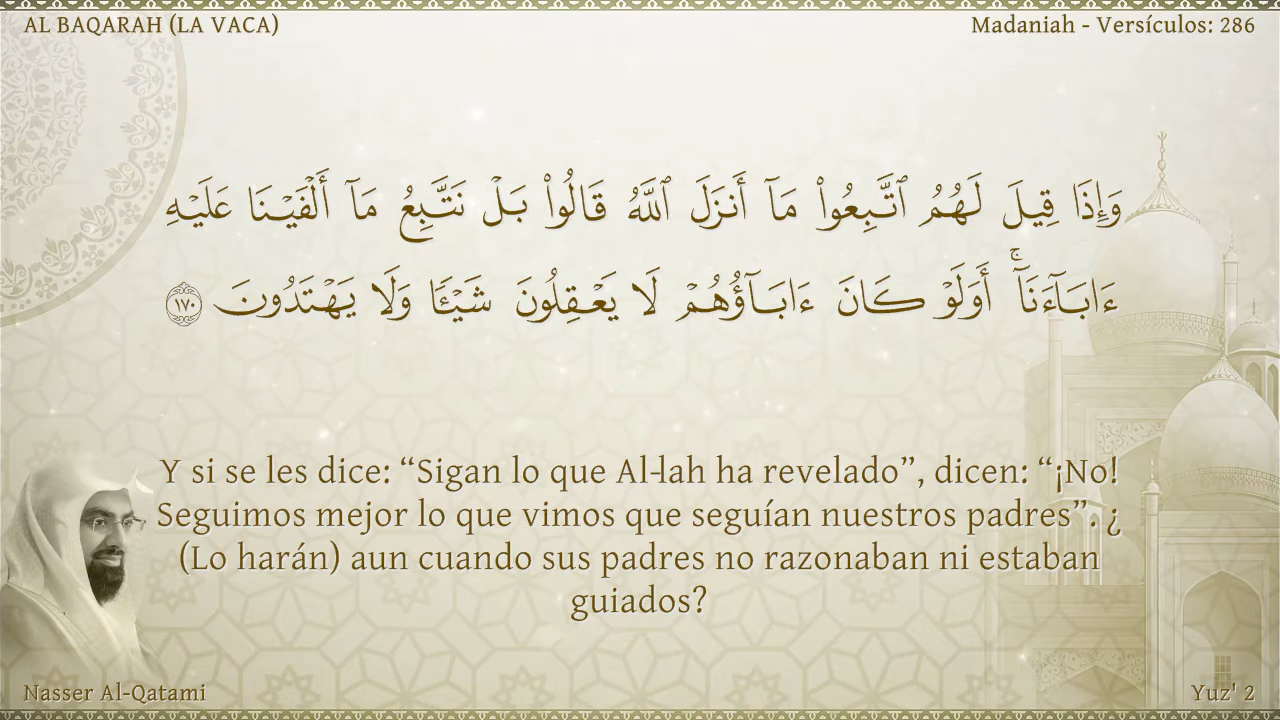 AL BAQARAH (LA VACA)
Madaniah - Versículos: 286
وَإِذَا قِيلَ لَهُمُ ٱتَّبِعُوا۟ مَآ أَنزَلَ ٱللَّهُ قَالُوا۟ بَلْ نَتَّبِعُ مَآ أَلْفَيْنَا عَلَيْهِ
ءَابَآءَنَآ ۚ أَوَلَوْ كَانَ ءَابَآؤُهُمْ لَا يَعْقِلُونَ شَيْـًٔا وَلَا يَهْتَدُونَ ١٧٠
Y si se les dice: “Sigan lo que Al-lah ha revelado”, dicen: “¡No!
Seguimos mejor lo que vimos que seguían nuestros padres”. ¿
(Lo harán) aun cuando sus padres no razonaban ni estaban
guiados?
Nasser Al-Qatami
Yuz' 2